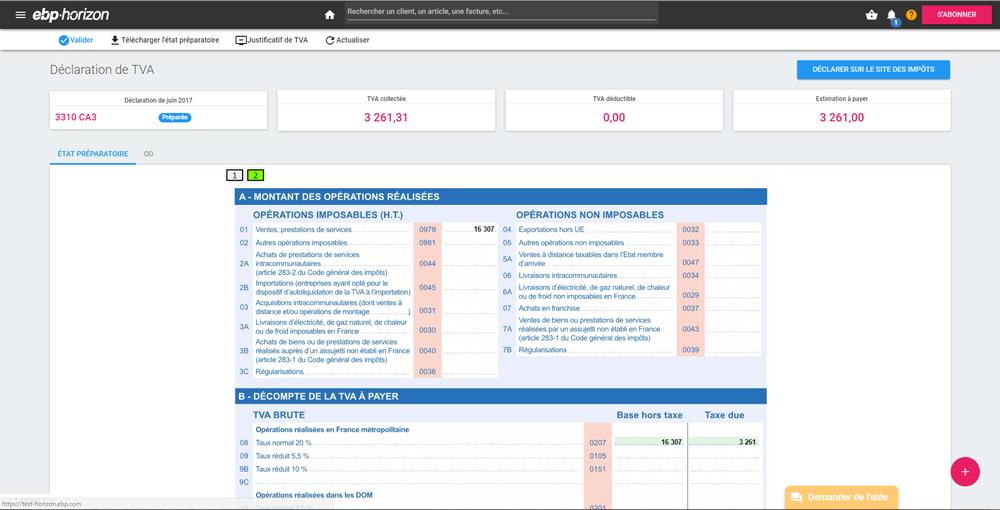 ebp·horizon
Rechercher un client, un article, une facture, etc...
1
?
S'ABONNER
Valider
Télécharger l'état préparatoire
Justificatif de TVA
Actualiser
Déclaration de TVA
DÉCLARER SUR LE SITE DES IMPÔTS
Déclaration de juin 2017
3310 CA3
Préparée
TVA collectée
3 261,31
TVA déductible
0,00
Estimation à payer
3 261,00
ÉTAT PRÉPARATOIRE
OD
1
2
A - MONTANT DES OPÉRATIONS RÉALISÉES
OPÉRATIONS IMPOSABLES (H.T.)
01 Ventes, prestations de services 0979 16 307
02 Autres opérations imposables 0981
2A Achats de prestations de services
intracommunautaires 0044
(article 283-2 du Code général des impôts)
2B Importations (entreprises ayant opté pour le
dispositif d'autoliquidation de la TVA à l'importation) 0045
03 Acquisitions intracommunautaires (dont ventes à
distance et/ou opérations de montage ) 0031
3A Livraisons d'électricité, de gaz naturel, de chaleur
ou de froid imposables en France 0030
3B Achats de biens ou de prestations de services
réalisés auprès d'un assujetti non établi en France 0040
(article 283-1 du Code général des impôts)
3C Régularisations 0036
OPÉRATIONS NON IMPOSABLES
04 Exportations hors UE 0032
05 Autres opérations non imposables 0033
5A Ventes à distance taxables dans l'Etat membre
d'arrivée 0047
06 Livraisons intracommunautaires 0034
6A Livraisons d'électricité, de gaz naturel, de chaleur
ou de froid non imposables en France 0029
07 Achats en franchise 0037
7A Ventes de biens ou prestations de services
réalisées par un assujetti non établi en France 0043
(article 283-1 du Code général des impôts)
7B Régularisations 0039
B - DÉCOMPTE DE LA TVA À PAYER
TVA BRUTE Base hors taxe Taxe due
Opérations réalisées en France métropolitaine
08 Taux normal 20 % 0207 16 307 3 261
09 Taux réduit 5,5 % 0105
9B Taux réduit 10 % 0151
9C
Opérations réalisées dans les DOM
10 Taux normal 8,5 % 0201
https://test-horizon.ebp.com
Demander de l'aide